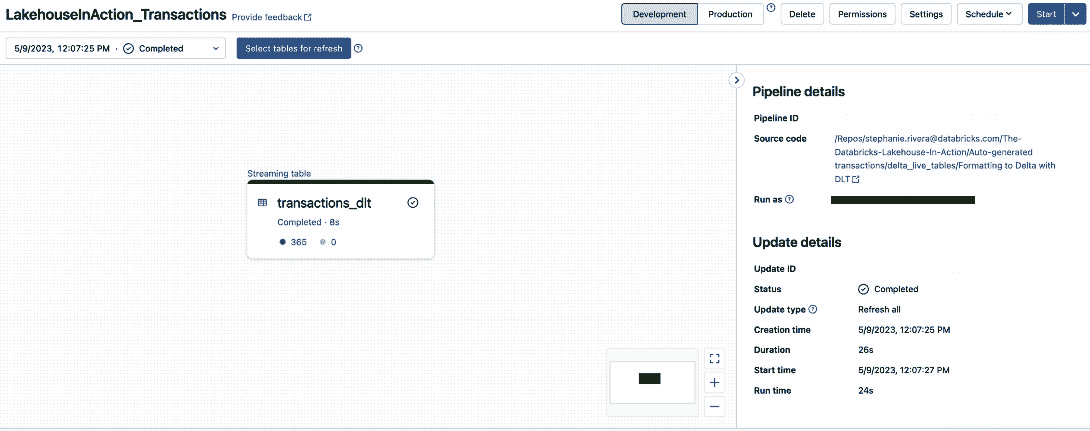 LakehouseInAction_Transactions Provide feedback
Development Production ? Delete Permissions Settings Schedule Start
5/9/2023, 12:07:25 PM · Completed
Select tables for refresh ?
Streaming table
transactions_dlt
Completed · 8s
365 0
Pipeline details
Pipeline ID
Source code /Repos/stephanie.rivera@databricks.com/The-
Databricks-Lakehouse-In-Action/Auto-generated
transactions/delta_live_tables/Formatting to Delta with
DLT
Run as ?
Update details
Update ID
Status Completed
Update type ? Refresh all
Creation time 5/9/2023, 12:07:25 PM
Duration 26s
Start time 5/9/2023, 12:07:27 PM
Run time 24s